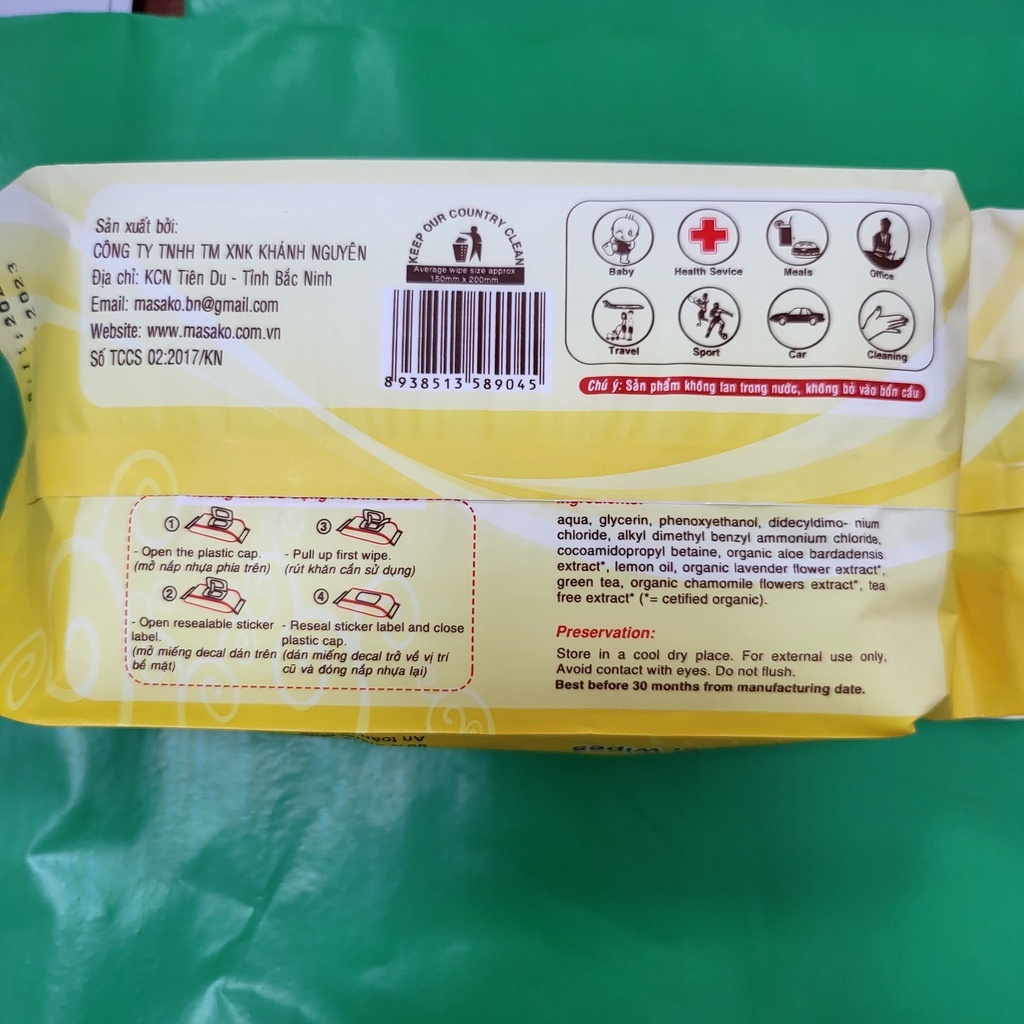 Sản xuất bởi:
CÔNG TY TNHH TM XNK KHÁNH NGUYÊN
Địa chỉ: KCN Tiên Du - Tỉnh Bắc Ninh
Email: masako.bn@gmail.com
Website: www.masako.com.vn
Số TCCS 02:2017/KN
KEEP OUR COUNTRY CLEAN
Average wipe size approx
150mm x 200mm
8 938513 589045
Baby
Health Sevice
Meals
Office
Travel
Sport
Car
Cleaning
Chú ý: Sản phẩm không tan trong nước, không bỏ vào bồn cầu
1
- Open the plastic cap.
(mở nắp nhựa phía trên)
3
- Pull up first wipe.
(rút khăn cần sử dụng)
2
- Open resealable sticker
label.
(mở miếng decal dán trên
bề mặt)
4
- Reseal sticker label and close
plastic cap.
(dán miếng decal trở về vị trí
cũ và đóng nắp nhựa lại)
Ingredients:
aqua, glycerin, phenoxyethanol, didecyldimo- nium
chloride, alkyl dimethyl benzyl ammonium chloride,
cocoamidopropyl betaine, organic aloe bardadensis
extract*, lemon oil, organic lavender flower extract*,
green tea, organic chamomile flowers extract*, tea
free extract* (*= cetified organic).
Preservation:
Store in a cool dry place. For external use only,
Avoid contact with eyes. Do not flush.
Best before 30 months from manufacturing date.
Wipes